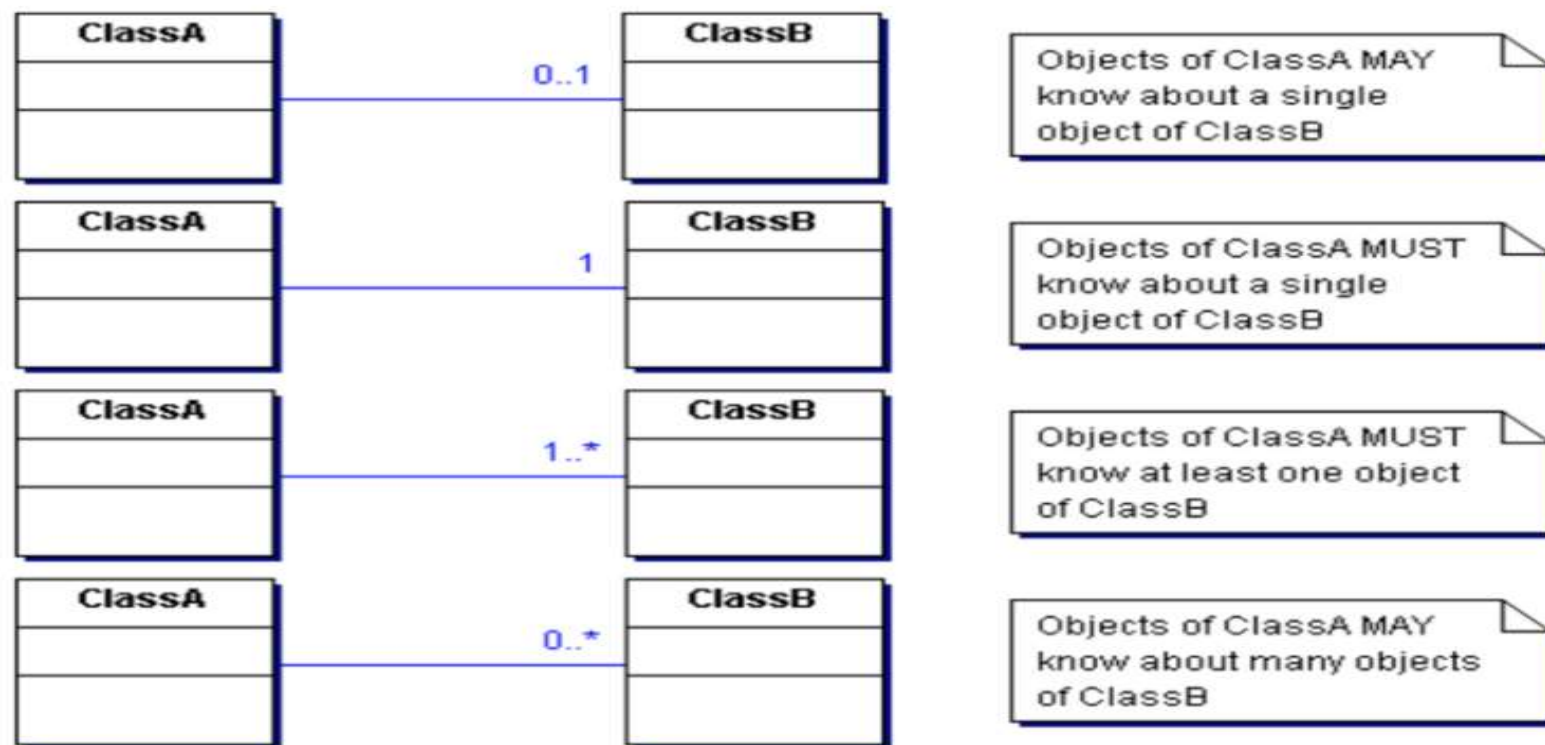 ClassA
ClassB
0..1
Objects of ClassA MAY
know about a single
object of ClassB
ClassA
ClassB
1
Objects of ClassA MUST
know about a single
object of ClassB
ClassA
ClassB
1..*
Objects of ClassA MUST
know at least one object
of ClassB
ClassA
ClassB
0..*
Objects of ClassA MAY
know about many objects
of ClassB